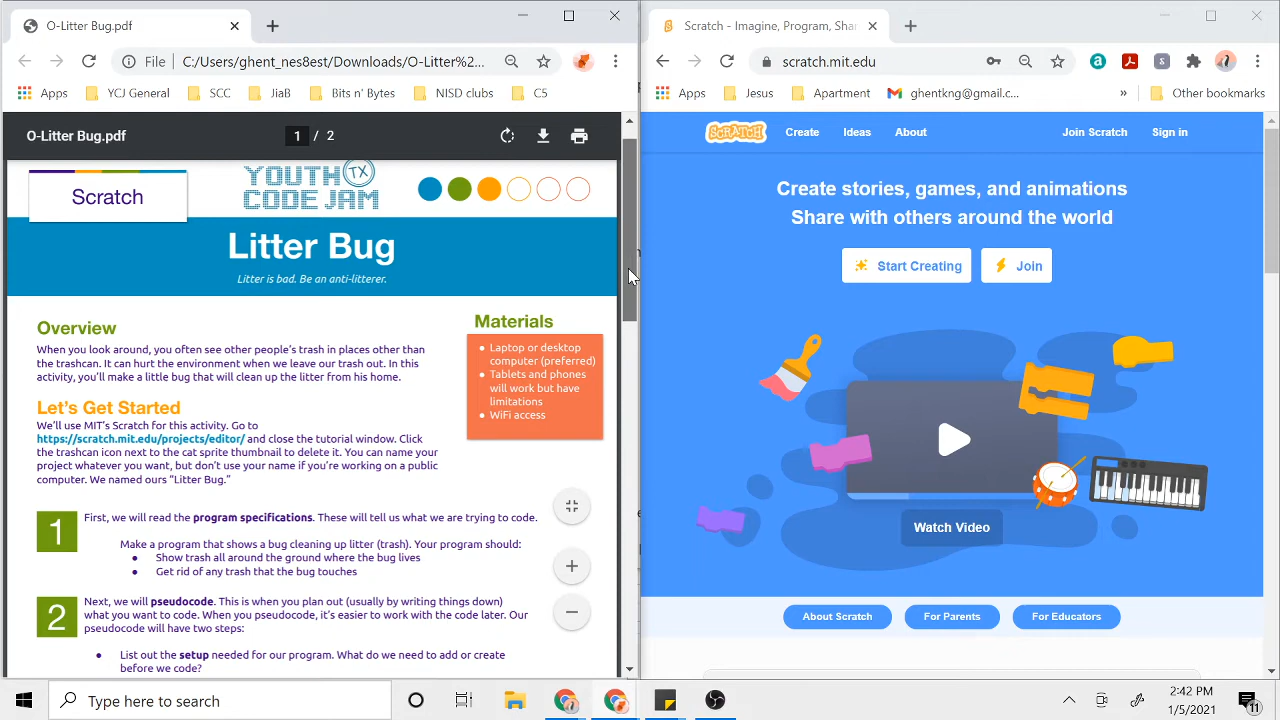 O-Litter Bug.pdf
File
C:/Users/ghent_nes8est/Downloads/O-Litter%2...
Apps
YCJ General
SCC
JiaB
Bits n' Bytes
NISD clubs
C5
O-Litter Bug.pdf
1 / 2
Scratch
YOUTH TX
CODE JAM
Litter Bug
Litter is bad. Be an anti-litterer.
Overview
When you look around, you often see other people's trash in places other than
the trashcan. It can hurt the environment when we leave our trash out. In this
activity, you'll make a little bug that will clean up the litter from his home.
Materials
● Laptop or desktop
computer (preferred)
● Tablets and phones
will work but have
limitations
● WiFi access
Let's Get Started
We'll use MIT's Scratch for this activity. Go to
https://scratch.mit.edu/projects/editor/ and close the tutorial window. Click
the trashcan icon next to the cat sprite thumbnail to delete it. You can name your
project whatever you want, but don't use your name if you're working on a public
computer. We named ours "Litter Bug."
1
First, we will read the program specifications. These will tell us what we are trying to code.
Make a program that shows a bug cleaning up litter (trash). Your program should:
● Show trash all around the ground where the bug lives
● Get rid of any trash that the bug touches
2
Next, we will pseudocode. This is when you plan out (usually by writing things down)
what you want to code. When you pseudocode, it's easier to work with the code later. Our
pseudocode will have two steps:
● List out the setup needed for our program. What do we need to add or create
before we code?
Scratch - Imagine, Program, Shar
scratch.mit.edu
Apps
Jesus
Apartment
ghentkng@gmail.c...
»
Other bookmarks
SCRATCH
Create
Ideas
About
Join Scratch
Sign in
Create stories, games, and animations
Share with others around the world
Start Creating
Join
Watch Video
About Scratch
For Parents
For Educators
Type here to search
2:42 PM
1/5/2021
11